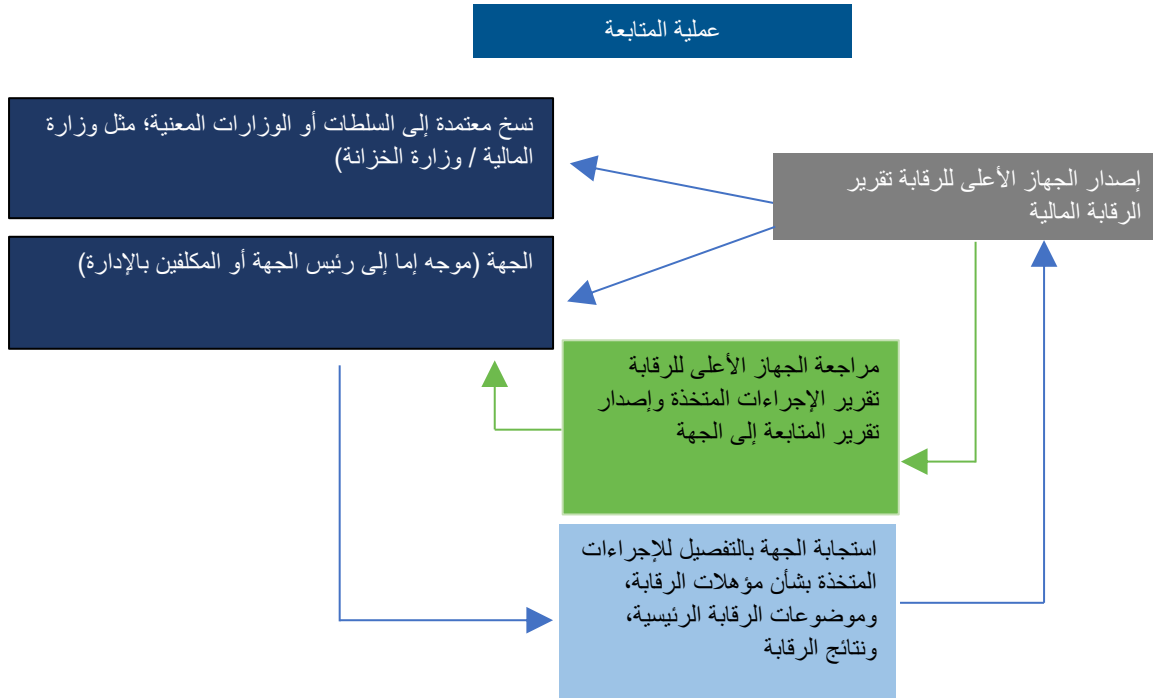 عملية المتابعة
إصدار الجهاز الأعلى للرقابة تقرير
الرقابة المالية
نسخ معتمدة إلى السلطات أو الوزارات المعنية؛ مثل وزارة
المالية / وزارة الخزانة)
الجهة (موجه إما إلى رئيس الجهة أو المكلفين بالإدارة)
مراجعة الجهاز الأعلى للرقابة
تقرير الإجراءات المتخذة وإصدار
تقرير المتابعة إلى الجهة
استجابة الجهة بالتفصيل للإجراءات
المتخذة بشأن مؤهلات الرقابة،
وموضوعات الرقابة الرئيسية،
ونتائج الرقابة